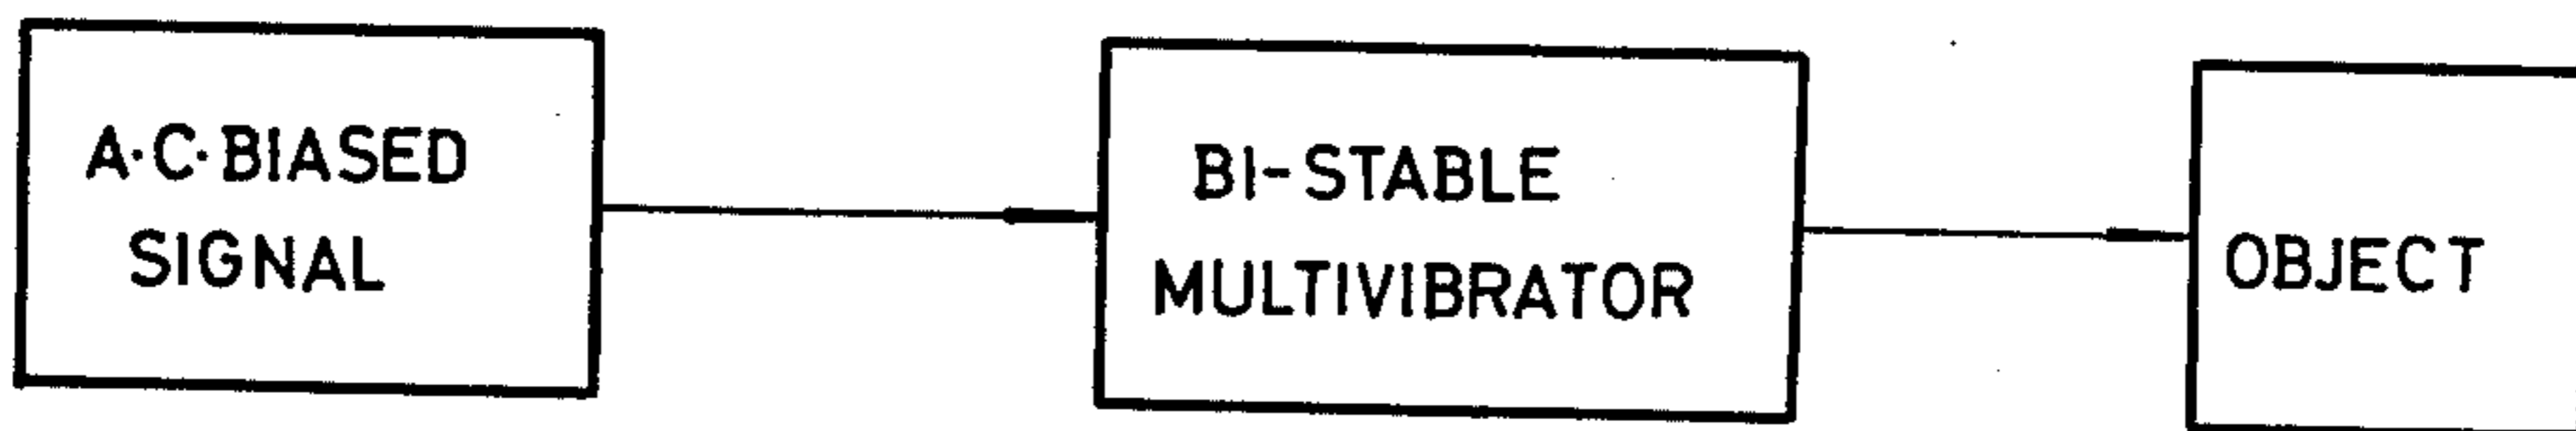 A·C·BIASED
SIGNAL
BI-STABLE
MULTIVIBRATOR
OBJECT